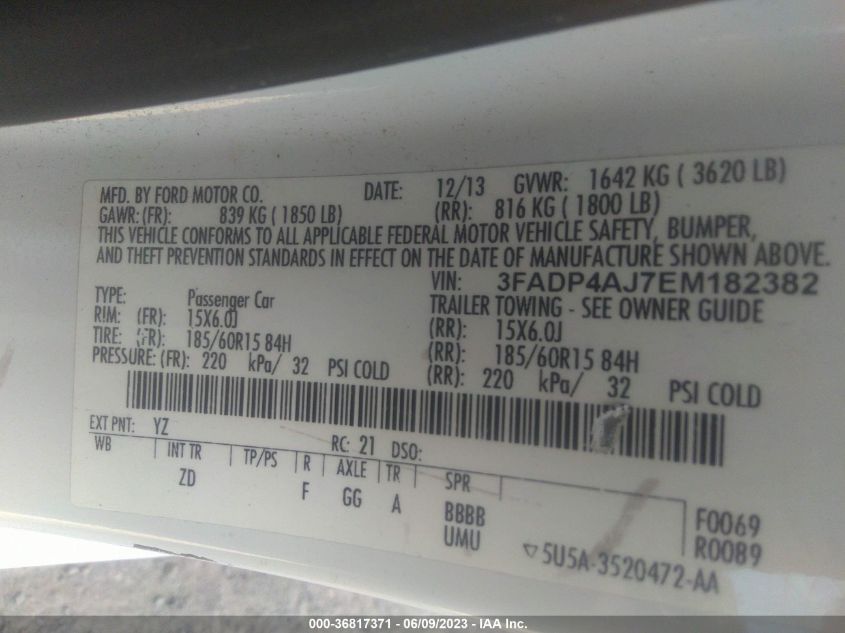 MFD. BY FORD MOTOR CO. DATE: 12/13 GVWR: 1642 KG ( 3620 LB)
GAWR: (FR): 839 KG ( 1850 LB) (RR): 816 KG ( 1800 LB)
THIS VEHICLE CONFORMS TO ALL APPLICABLE FEDERAL MOTOR VEHICLE SAFETY, BUMPER,
AND THEFT PREVENTION STANDARDS IN EFFECT ON THE DATE OF MANUFACTURE SHOWN ABOVE.
VIN: 3FADP4AJ7EM182382
TYPE: Passenger Car TRAILER TOWING - SEE OWNER GUIDE
RIM: (FR): 15X6.0J (RR): 15X6.0J
TIRE: (FR): 185/60R15 84H (RR): 185/60R15 84H
PRESSURE: (FR): 220 kPa/ 32 PSI COLD (RR): 220 kPa/ 32 PSI COLD
EXT PNT: YZ RC: 21 DSO:
WB INT TR TP/PS R AXLE TR SPR
ZD F GG A BBBB F0069
UMU R0089
5U5A-3520472-AA
000-36817371 - 06/09/2023 - IAA Inc.